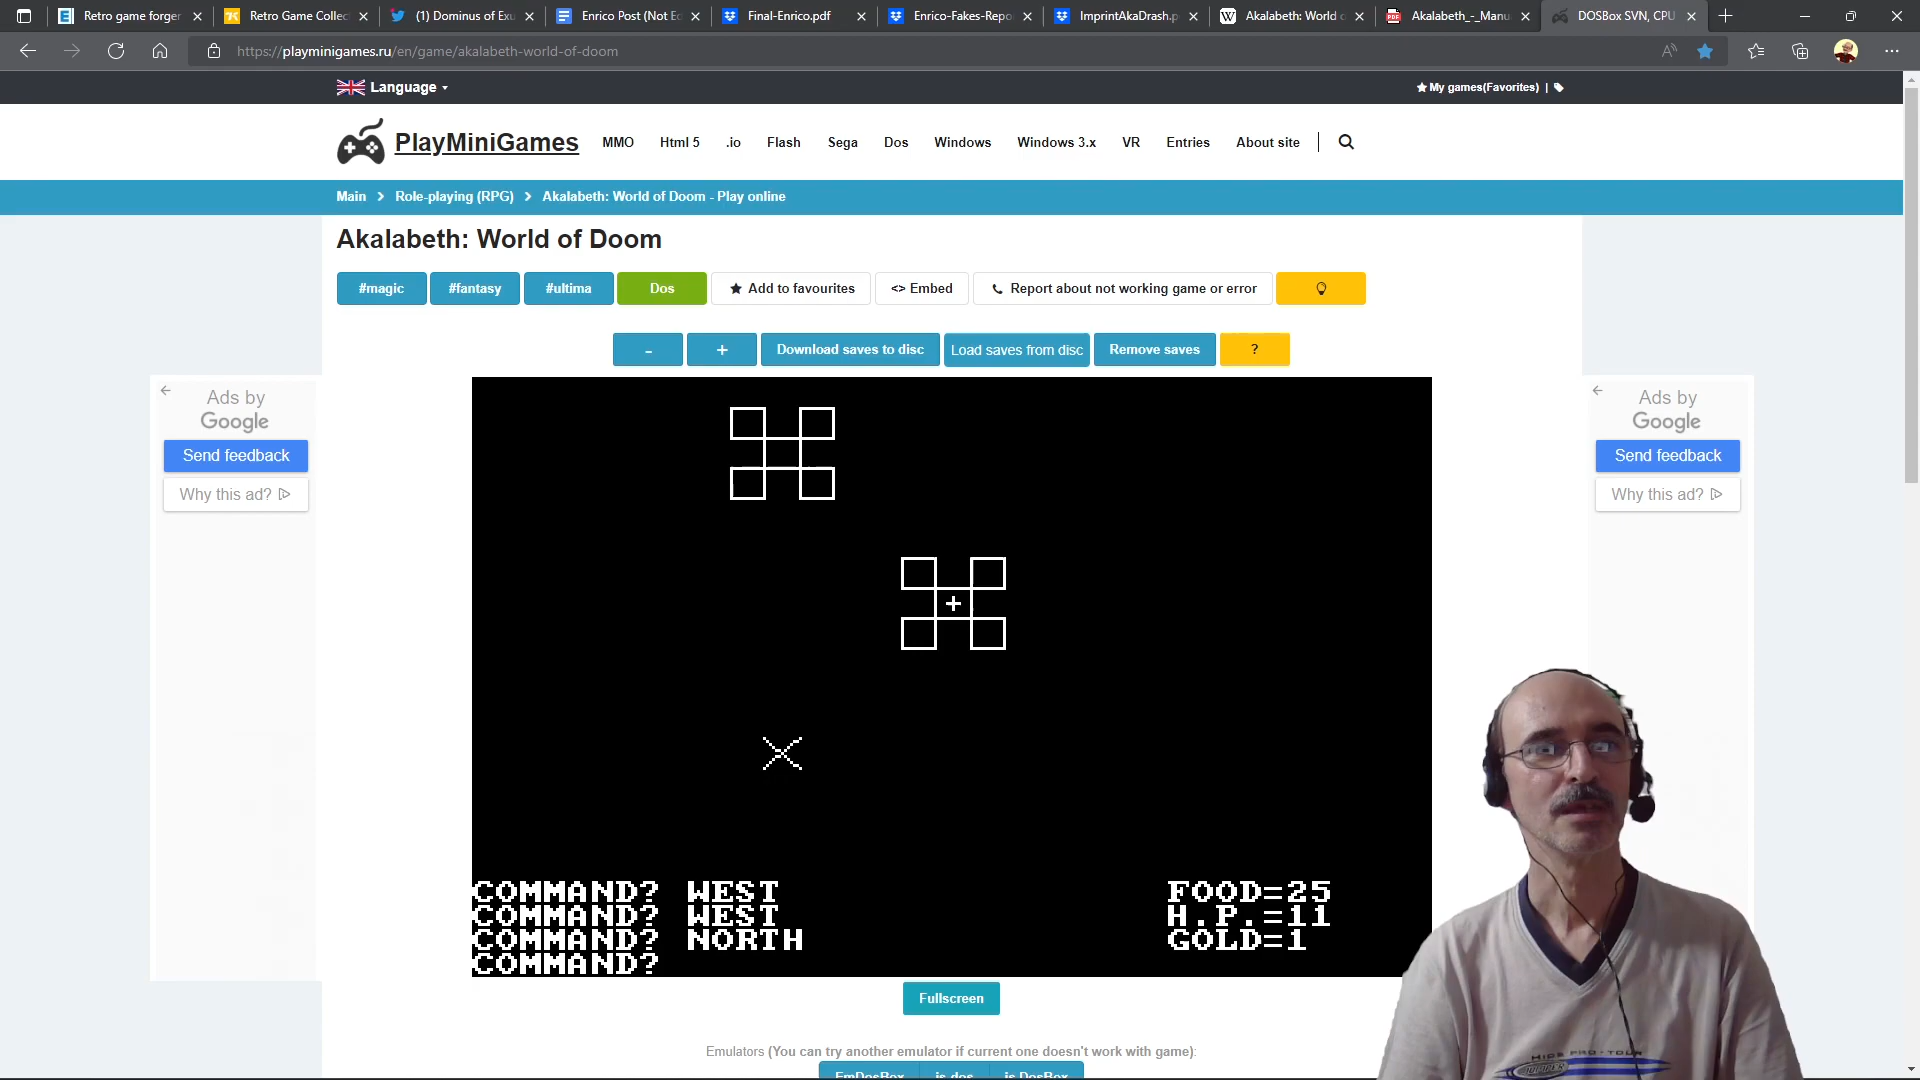 Retro game forger
Retro Game Collec
(1) Dominus of Exu
Enrico Post (Not Ed
Final-Enrico.pdf
Enrico-Fakes-Repo
ImprintAkaDrash.p
Akalabeth: World o
Akalabeth_-_Manu
DOSBox SVN, CPU
https://playminigames.ru/en/game/akalabeth-world-of-doom
Language
My games(Favorites) |
PlayMiniGames
MMO Html 5 .io Flash Sega Dos Windows Windows 3.x VR Entries About site
Main > Role-playing (RPG) > Akalabeth: World of Doom - Play online
Akalabeth: World of Doom
#magic #fantasy #ultima Dos Add to favourites <> Embed Report about not working game or error
- + Download saves to disc Load saves from disc Remove saves ?
Ads by
Google
Send feedback
Why this ad?
Ads by
Google
Send feedback
Why this ad?
COMMAND? WEST
COMMAND? WEST
COMMAND? NORTH
COMMAND?
FOOD=25
H.P.=11
GOLD=1
Fullscreen
Emulators (You can try another emulator if current one doesn't work with game):
EmDosBox js-dos js-DosBox